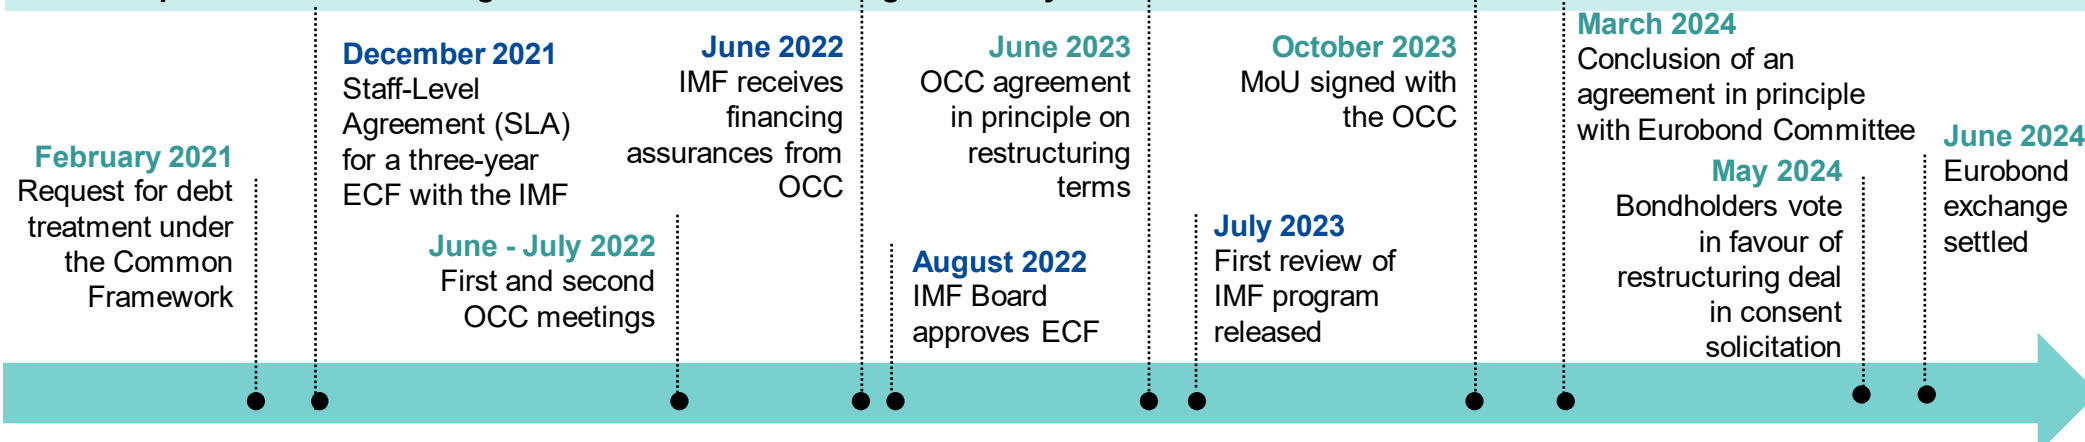 February 2021
Request for debt
treatment under
the Common
Framework
December 2021
Staff-Level
Agreement (SLA)
for a three-year
ECF with the IMF
June - July 2022
First and second
OCC meetings
June 2022
IMF receives
financing
assurances from
OCC
August 2022
IMF Board
approves ECF
June 2023
OCC agreement
in principle on
restructuring
terms
July 2023
First review of
IMF program
released
October 2023
MoU signed with
the OCC
March 2024
Conclusion of an
agreement in principle
with Eurobond Committee
May 2024
Bondholders vote
in favour of
restructuring deal
in consent
solicitation
June 2024
Eurobond
exchange
settled